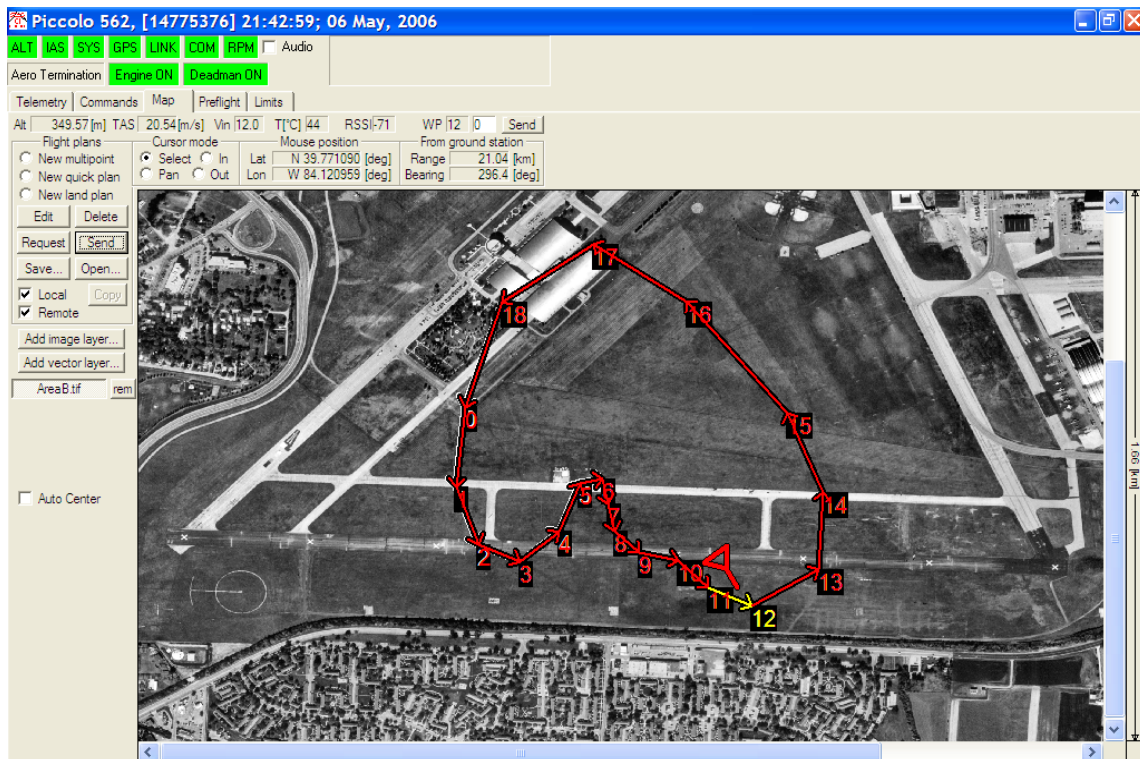 Piccolo 562, [14775376] 21:42:59; 06 May, 2006
ALT IAS SYS GPS LINK COM RPM Audio
Aero Termination Engine ON Deadman ON
Telemetry Commands Map Preflight Limits
Alt 349.57 [m] TAS 20.54 [m/s] Vin 12.0 T[°C] 44 RSSI -71 WP 12 0 Send
Flight plans Cursor mode Mouse position From ground station
New multipoint Select In Lat N 39.771090 [deg] Range 21.04 [km]
New quick plan Pan Out Lon W 84.120959 [deg] Bearing 296.4 [deg]
New land plan
Edit Delete
Request Send
Save... Open...
Local Copy
Remote
Add image layer...
Add vector layer...
AreaB.tif rem
Auto Center
17
18
16
0
15
5
6
1
14
7
4
8
2
9
3
10
13
11
12
1.66 [km]